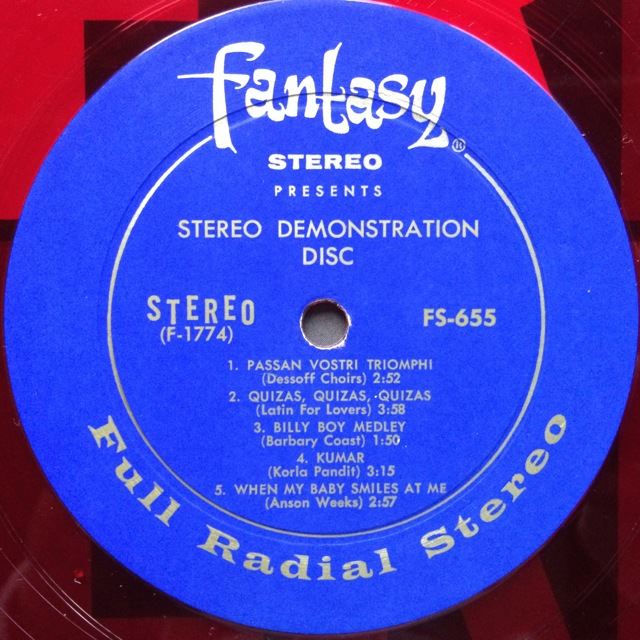 fantasy®
STEREO
PRESENTS
STEREO DEMONSTRATION
DISC
STEREO
(F-1774)
FS-655
1. PASSAN VOSTRI TRIOMPHI
(Dessoff Choirs) 2:52
2. QUIZAS, QUIZAS, QUIZAS
(Latin For Lovers) 3:58
3. BILLY BOY MEDLEY
(Barbary Coast) 1:50
4. KUMAR
(Korla Pandit) 3:15
5. WHEN MY BABY SMILES AT ME
(Anson Weeks) 2:57
Full Radial Stereo